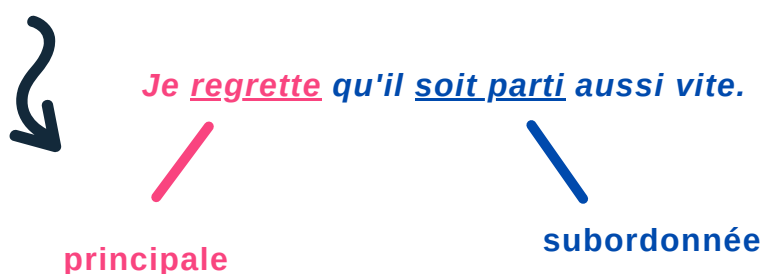 Je regrette qu'il soit parti aussi vite.
subordonnée
principale